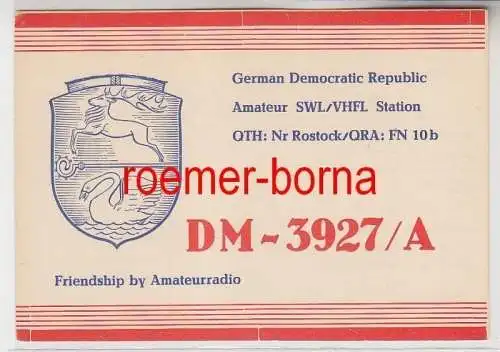 German Democratic Republic
Amateur SWL/VHFL Station
QTH: Nr Rostock/QRA: FN 10b
roemer-borna
DM-3927/A
Friendship by Amateurradio